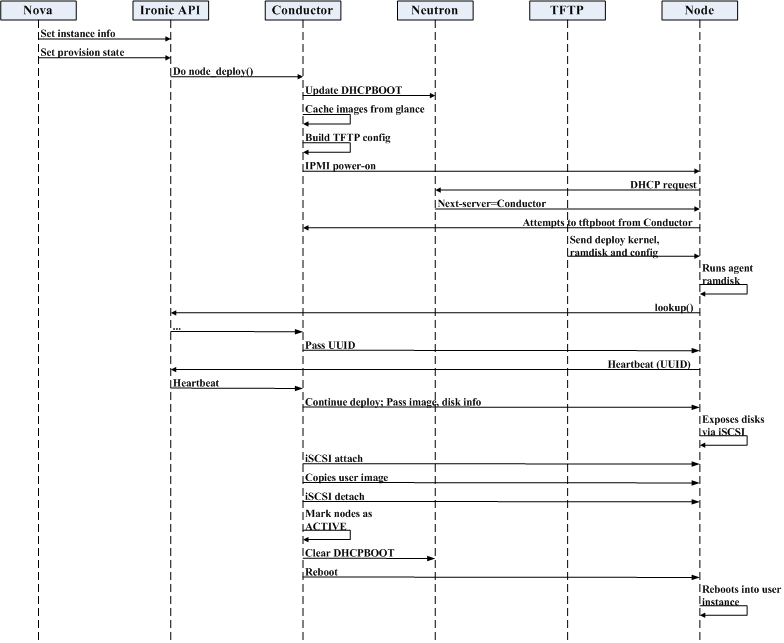 Nova
Ironic API
Conductor
Neutron
TFTP
Node
Set instance info
Set provision state
Do node_deploy()
Update DHCPBOOT
Cache images from glance
Build TFTP config
IPMI power-on
DHCP request
Next-server=Conductor
Attempts to tftpboot from Conductor
Send deploy kernel,
ramdisk and config
Runs agent
ramdisk
lookup()
...
Pass UUID
Heartbeat (UUID)
Heartbeat
Continue deploy; Pass image, disk info
Exposes disks
via iSCSI
iSCSI attach
Copies user image
iSCSI detach
Mark nodes as
ACTIVE
Clear DHCPBOOT
Reboot
Reboots into user
instance